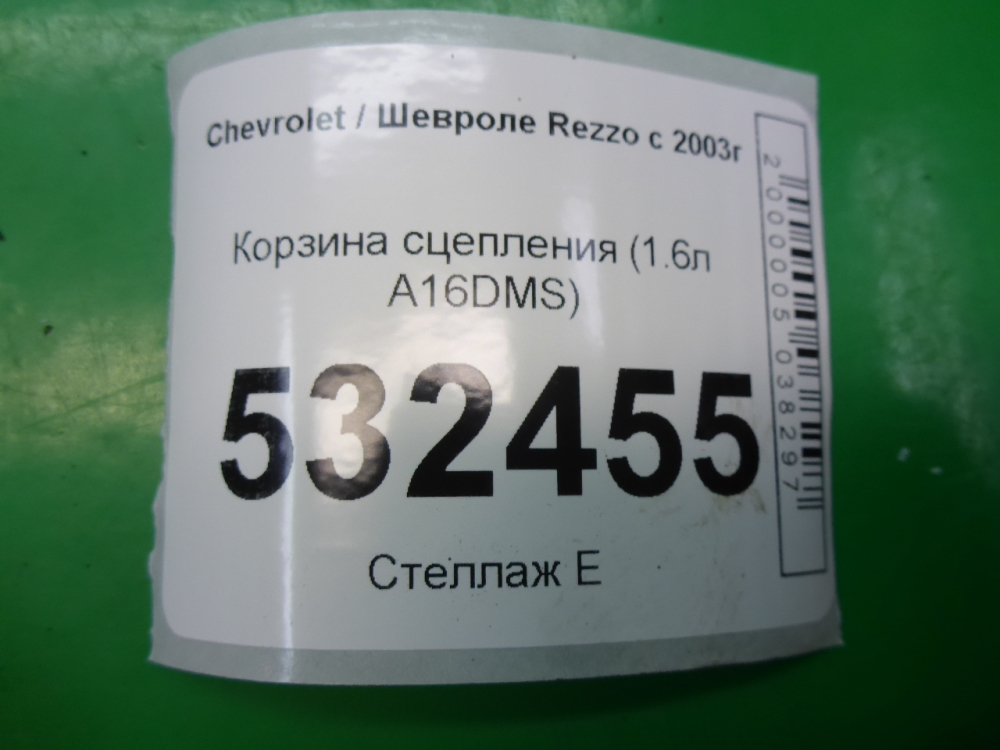 Chevrolet / Шевроле Rezzo с 2003г
Корзина сцепления (1.6л
A16DMS)
532455
Стеллаж Е
2000005038297